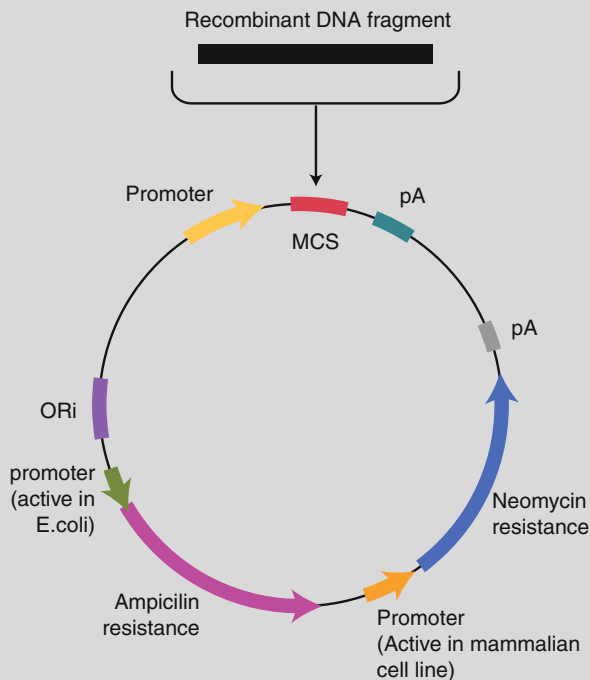 Recombinant DNA fragment
Promoter
pA
MCS
pA
ORi
promoter
(active in
E.coli)
Neomycin
resistance
Ampicilin
resistance
Promoter
(Active in mammalian
cell line)